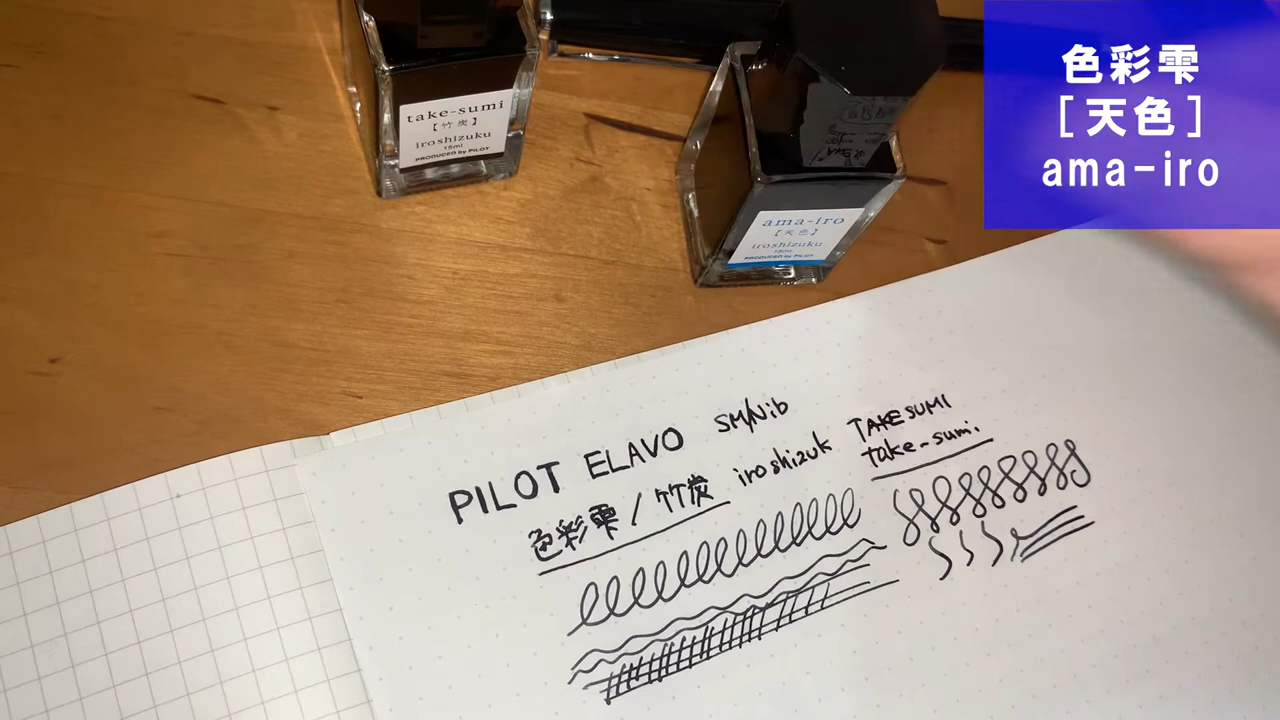 take-sumi
【竹炭】
iroshizuku
15ml
PRODUCED by PILOT
ama-iro
【天色】
iroshizuku
15ml
PRODUCED by PILOT
色彩雫
[天色]
ama-iro
PILOT ELAVO SM/Nib
色彩雫/竹炭 iroshizuk TAKESUMI
take-sumi